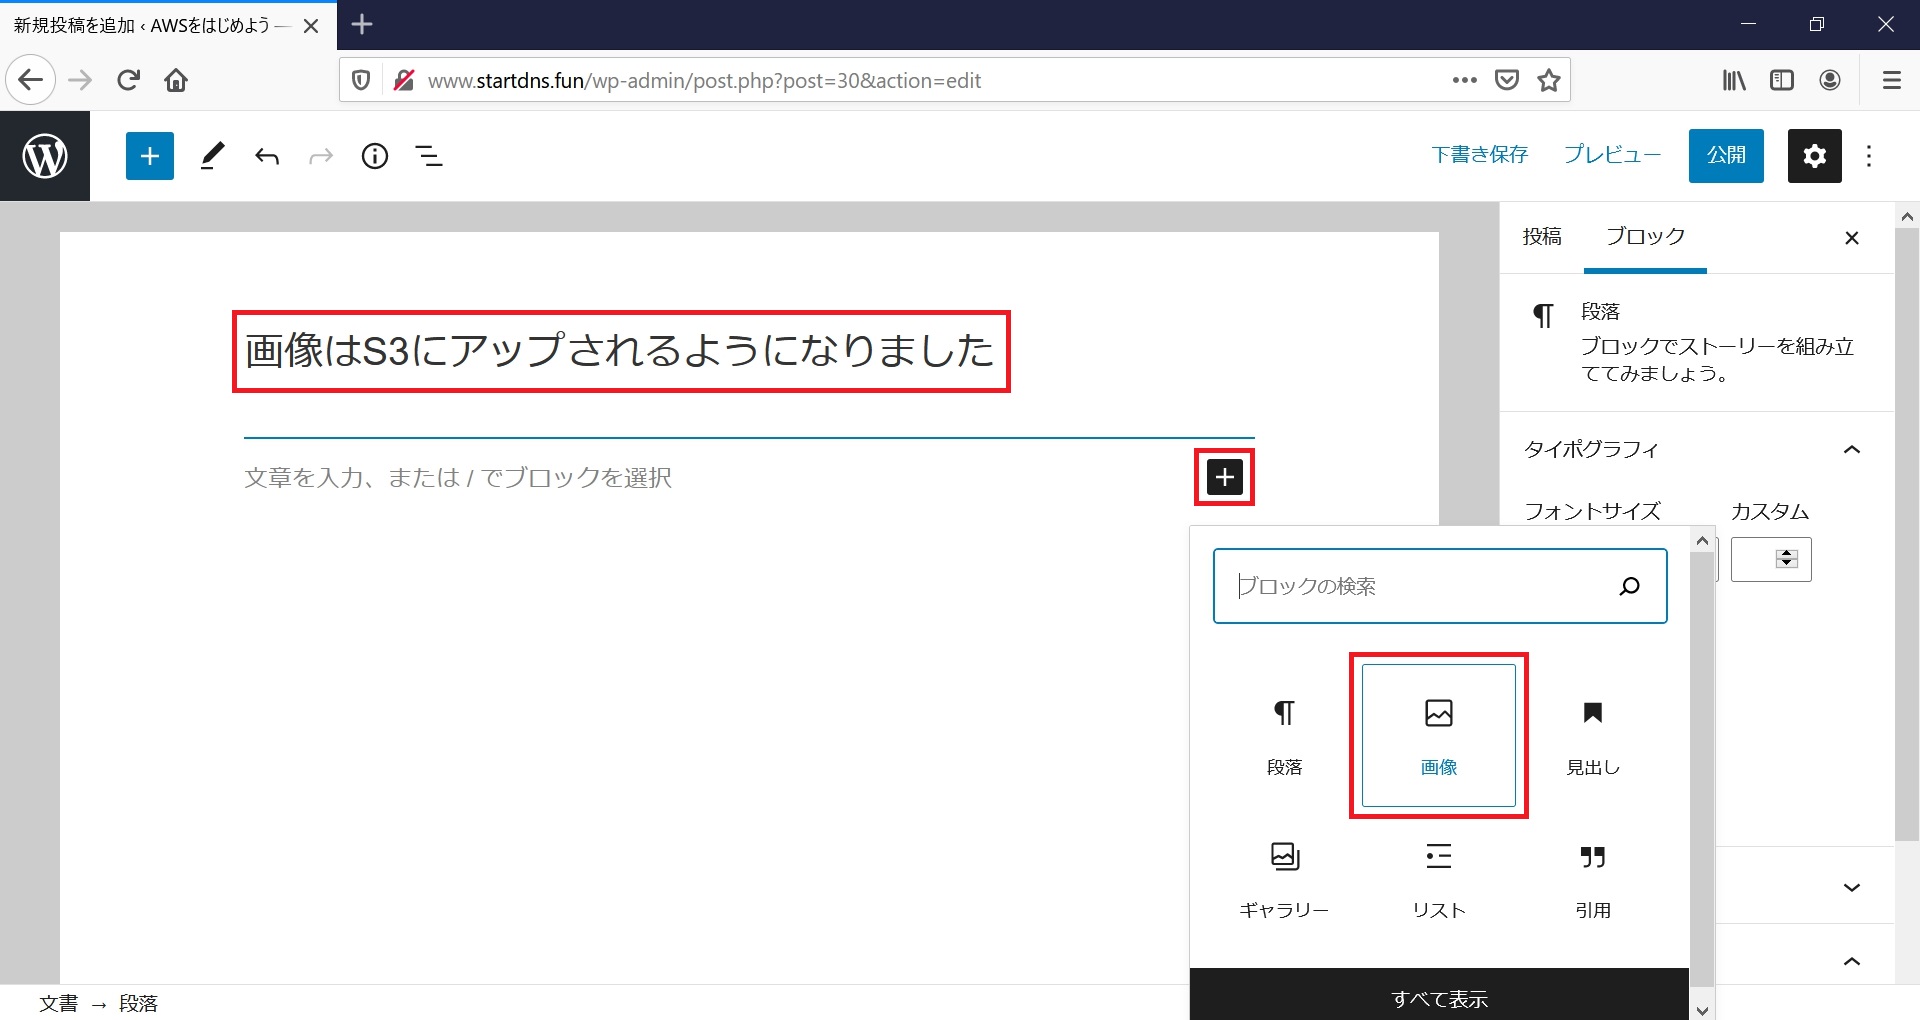 新規投稿を追加 ‹ AWSをはじめよう —
www.startdns.fun/wp-admin/post.php?post=30&action=edit
下書き保存 プレビュー 公開
投稿 ブロック
段落
ブロックでストーリーを組み立
ててみましょう。
画像はS3にアップされるようになりました
タイポグラフィ
文章を入力、または / でブロックを選択
フォントサイズ カスタム
ブロックの検索
段落 画像 見出し
ギャラリー リスト 引用
すべて表示
文書 → 段落